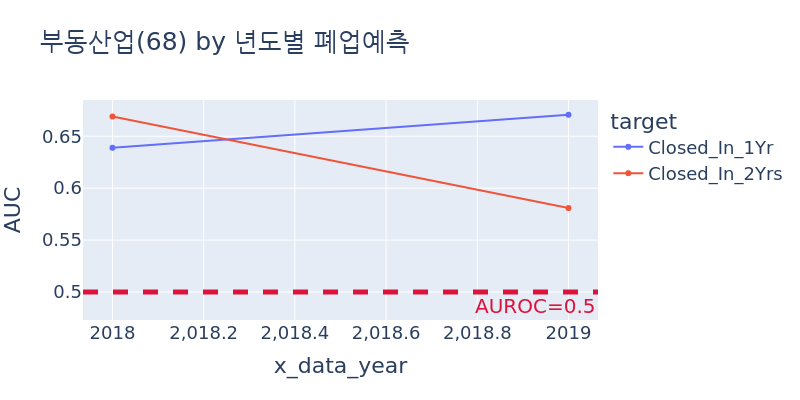 부동산업(68) by 년도별 폐업예측
target
Closed_In_1Yr
Closed_In_2Yrs
AUC
0.65
0.6
0.55
0.5
AUROC=0.5
2018 2,018.2 2,018.4 2,018.6 2,018.8 2019
x_data_year